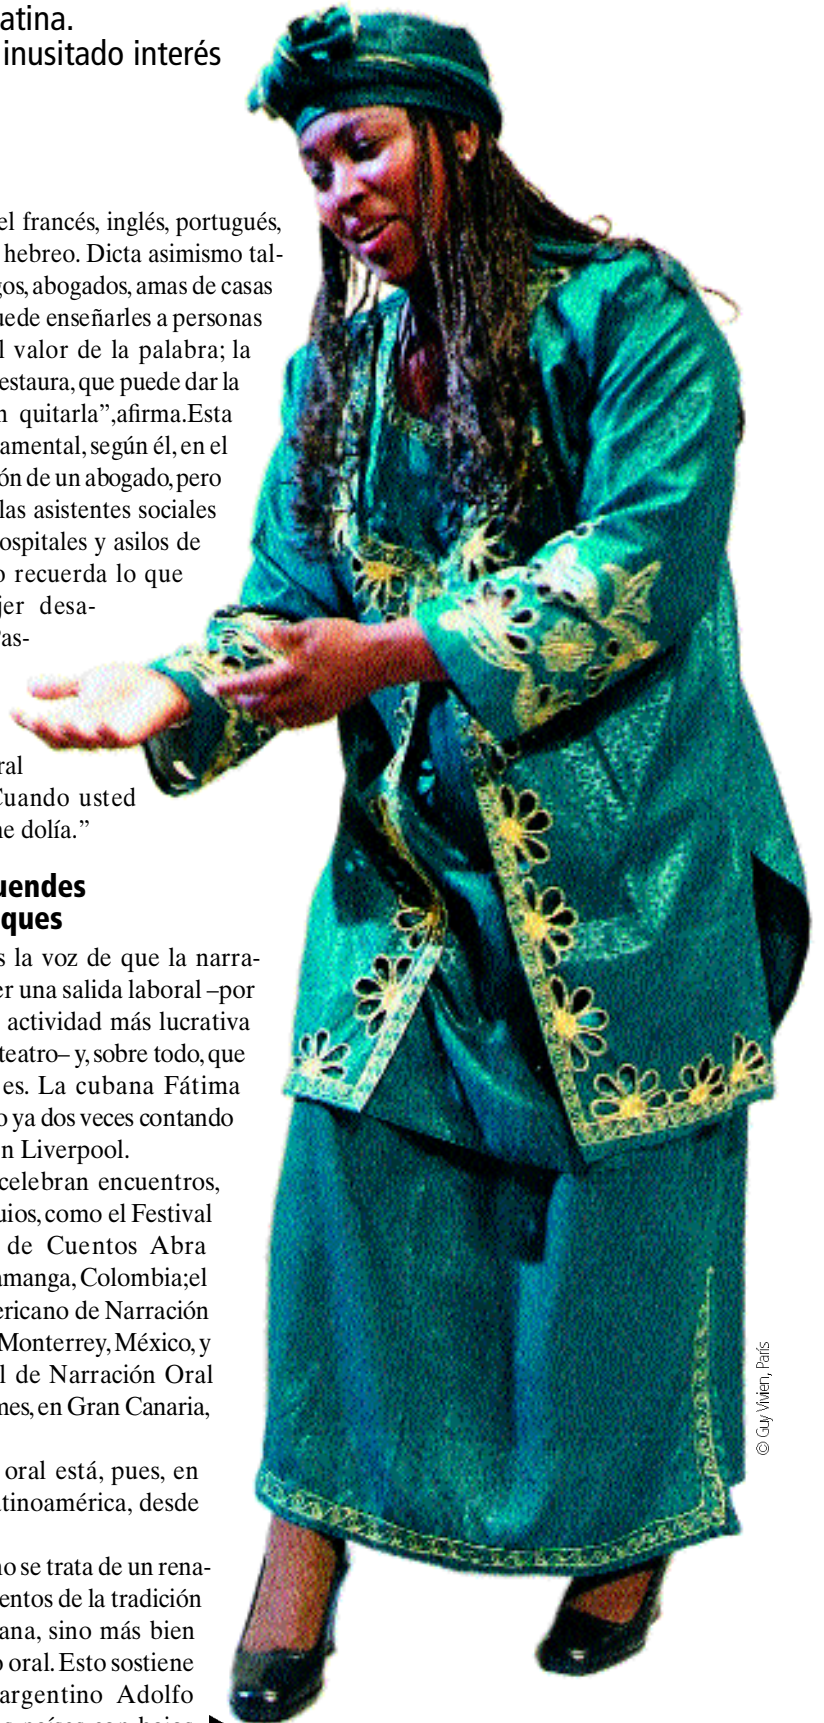 atina.
inusitado interés
el francés, inglés, portugués,
hebreo. Dicta asimismo tal-
gos, abogados, amas de casas
uede enseñarles a personas
l valor de la palabra; la
estaura, que puede dar la
n quitarla”,afirma.Esta
amental, según él, en el
ón de un abogado, pero
las asistentes sociales
ospitales y asilos de
o recuerda lo que
jer desa-
as-
ral
Cuando usted
me dolía.”
uendes
ques
s la voz de que la narra-
er una salida laboral –por
actividad más lucrativa
teatro– y, sobre todo, que
es. La cubana Fátima
o ya dos veces contando
n Liverpool.
celebran encuentros,
uios, como el Festival
de Cuentos Abra
amanga, Colombia;el
ericano de Narración
Monterrey, México, y
l de Narración Oral
mes, en Gran Canaria,
oral está, pues, en
atinoamérica, desde
no se trata de un rena-
entos de la tradición
ana, sino más bien
o oral. Esto sostiene
argentino Adolfo
© Guy Vivien, París